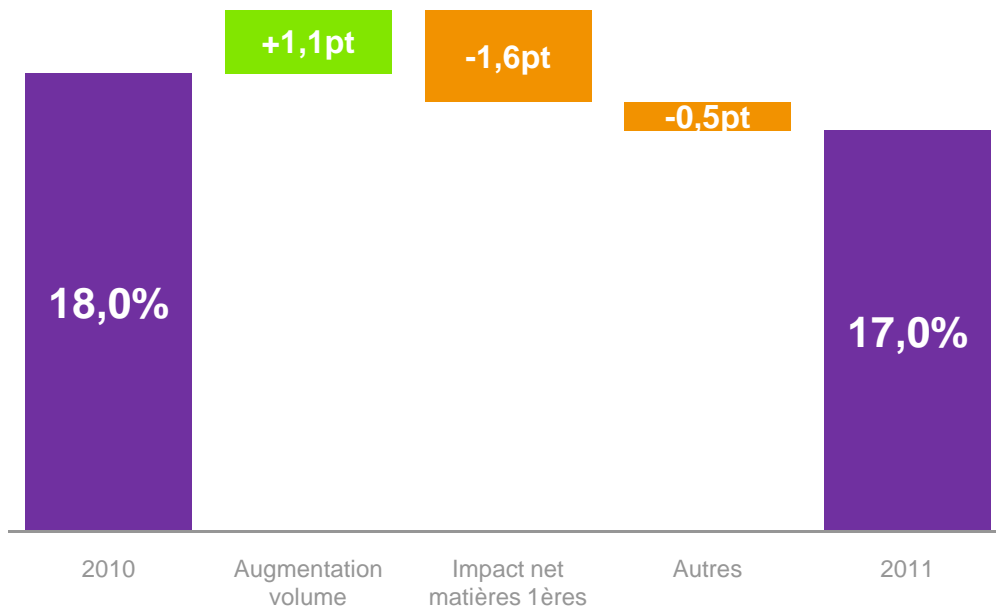 +1,1pt
-1,6pt
-0,5pt
18,0%
17,0%
2010
Augmentation
volume
Impact net
matières 1ères
Autres
2011